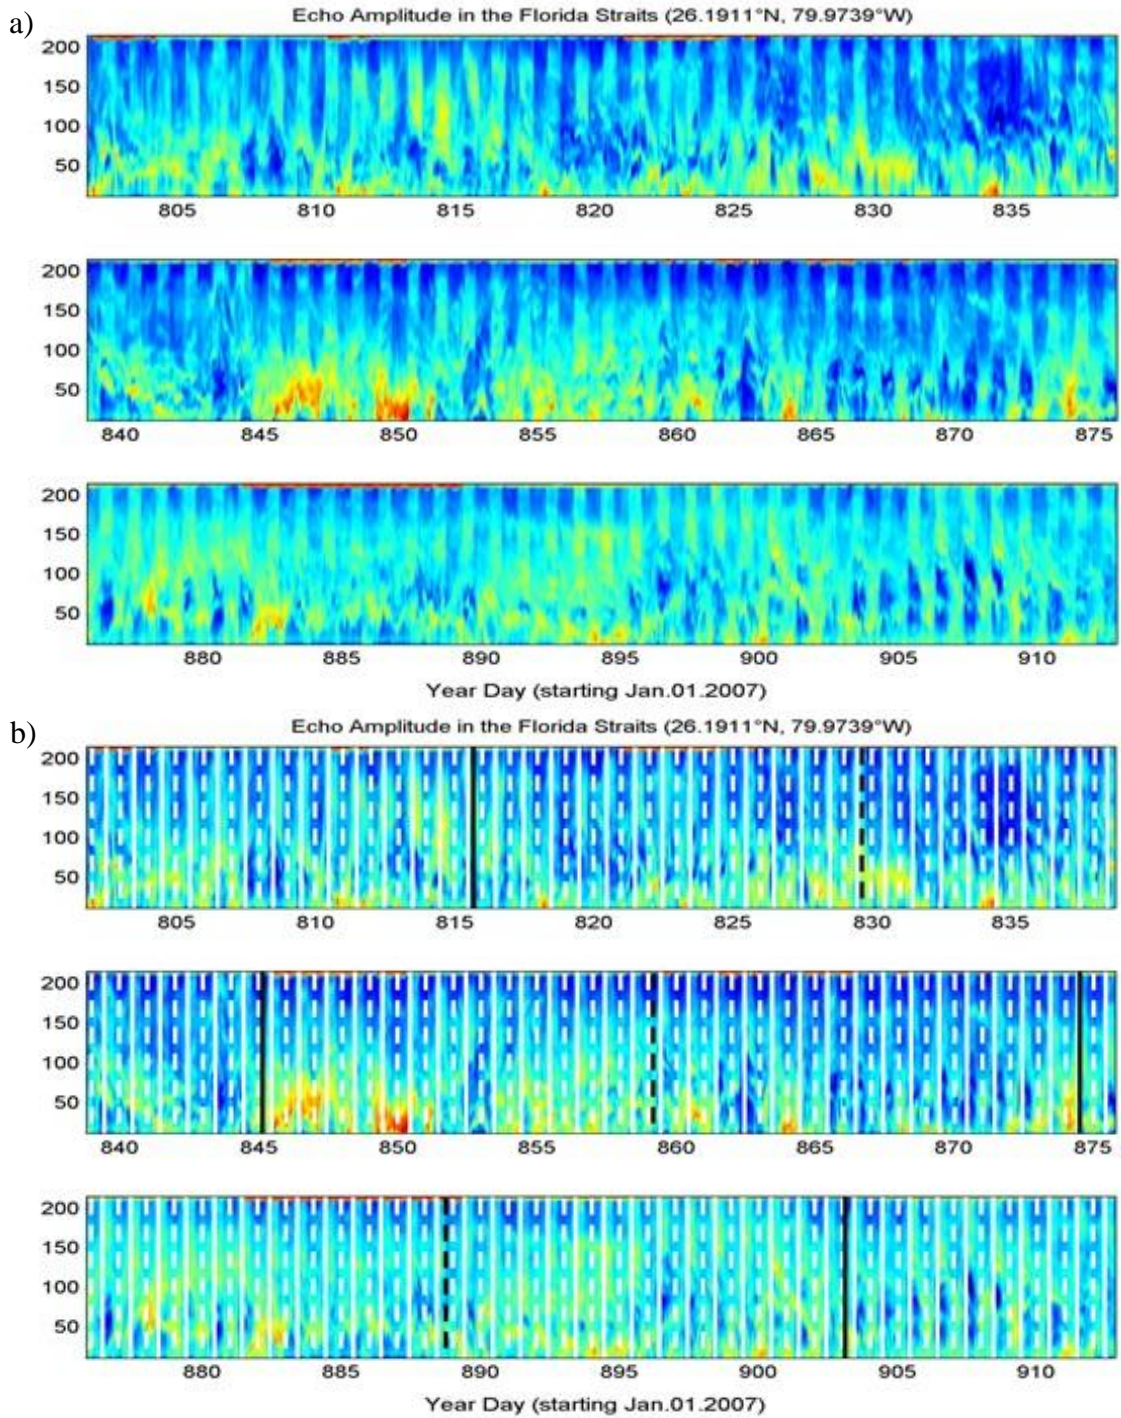 a)
Echo Amplitude in the Florida Straits (26.1911°N, 79.9739°W)
200
150
100
50
805 810 815 820 825 830 835
200
150
100
50
840 845 850 855 860 865 870 875
200
150
100
50
880 885 890 895 900 905 910
Year Day (starting Jan.01.2007)
b)
Echo Amplitude in the Florida Straits (26.1911°N, 79.9739°W)
200
150
100
50
805 810 815 820 825 830 835
200
150
100
50
840 845 850 855 860 865 870 875
200
150
100
50
880 885 890 895 900 905 910
Year Day (starting Jan.01.2007)